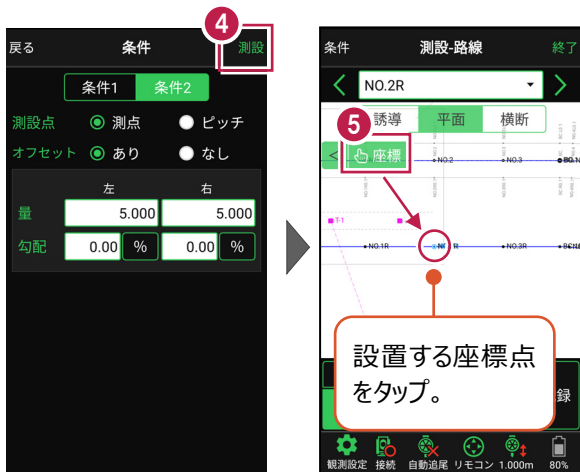 4
戻る 条件 測設
条件1 条件2
測設点 測点 ピッチ
オフセット あり なし
左 右
量 5.000 5.000
勾配 0.00 % 0.00 %
条件 測設-路線 終了
NO.2R
5
誘導 平面 横断
< 座標
NO.2 NO.3
T-1
NO.1R NO.3R
設置する座標点
をタップ。
録
観測設定 接続 自動追尾 リモコン 1.000m 80%